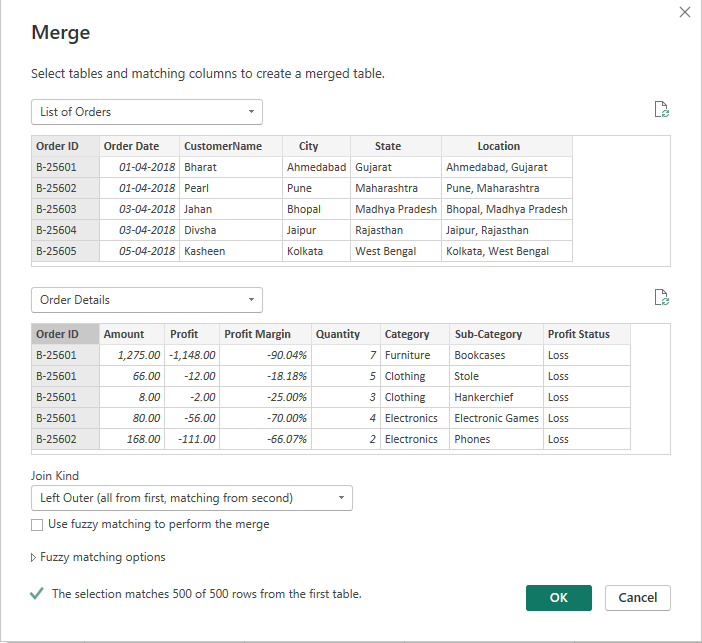 Merge
Select tables and matching columns to create a merged table.
List of Orders
Order ID Order Date CustomerName City State Location
B-25601 01-04-2018 Bharat Ahmedabad Gujarat Ahmedabad, Gujarat
B-25602 01-04-2018 Pearl Pune Maharashtra Pune, Maharashtra
B-25603 03-04-2018 Jahan Bhopal Madhya Pradesh Bhopal, Madhya Pradesh
B-25604 03-04-2018 Divsha Jaipur Rajasthan Jaipur, Rajasthan
B-25605 05-04-2018 Kasheen Kolkata West Bengal Kolkata, West Bengal
Order Details
Order ID Amount Profit Profit Margin Quantity Category Sub-Category Profit Status
B-25601 1,275.00 -1,148.00 -90.04% 7 Furniture Bookcases Loss
B-25601 66.00 -12.00 -18.18% 5 Clothing Stole Loss
B-25601 8.00 -2.00 -25.00% 3 Clothing Hankerchief Loss
B-25601 80.00 -56.00 -70.00% 4 Electronics Electronic Games Loss
B-25602 168.00 -111.00 -66.07% 2 Electronics Phones Loss
Join Kind
Left Outer (all from first, matching from second)
Use fuzzy matching to perform the merge
Fuzzy matching options
The selection matches 500 of 500 rows from the first table.
OK Cancel